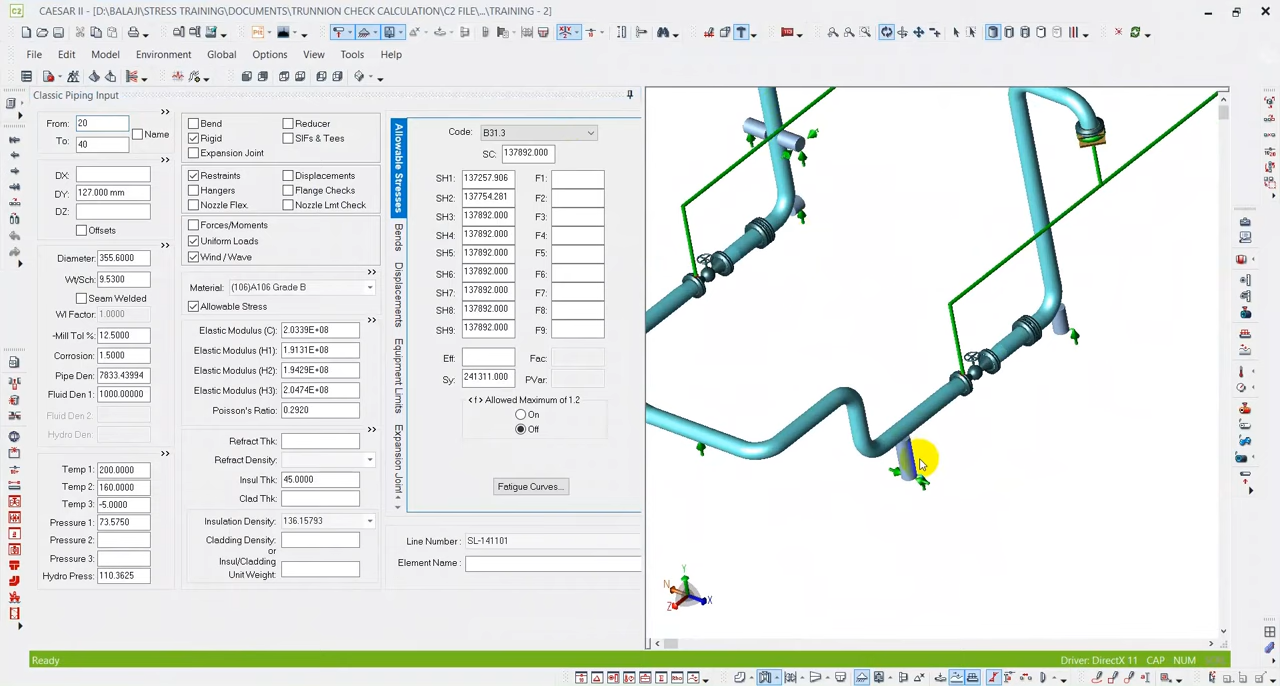 CAESAR II - [D:\BALAJI\STRESS TRAINING\DOCUMENTS\TRUNNION CHECK CALCULATION\C2 FILE\...\TRAINING - 2]
File Edit Model Environment Global Options View Tools Help
Classic Piping Input
From: 20
To: 40
Name
DX:
DY: 127.000 mm
DZ:
Offsets
Diameter: 355.6000
Wt/Sch: 9.5300
Seam Welded
WI Factor: 1.0000
-Mill Tol %: 12.5000
Corrosion: 1.5000
Pipe Den: 7833.43994
Fluid Den 1: 1000.00000
Fluid Den 2:
Hydro Den:
Temp 1: 200.0000
Temp 2: 160.0000
Temp 3: -5.0000
Pressure 1: 73.5750
Pressure 2:
Pressure 3:
Hydro Press: 110.3625
Bend Reducer
Rigid SIFs & Tees
Expansion Joint
Restraints Displacements
Hangers Flange Checks
Nozzle Flex. Nozzle Lmt Check
Forces/Moments
Uniform Loads
Wind / Wave
Material: (106)A106 Grade B
Allowable Stress
Elastic Modulus (C): 2.0339E+08
Elastic Modulus (H1): 1.9131E+08
Elastic Modulus (H2): 1.9429E+08
Elastic Modulus (H3): 2.0474E+08
Poisson's Ratio: 0.2920
Refract Thk:
Refract Density:
Insul Thk: 45.0000
Clad Thk:
Insulation Density: 136.15793
Cladding Density:
or
Insul/Cladding
Unit Weight:
Allowable Stresses
Bends
Displacements
Equipment Limits
Expansion Joint
Code: B31.3
SC: 137892.000
SH1: 137257.906 F1:
SH2: 137754.281 F2:
SH3: 137892.000 F3:
SH4: 137892.000 F4:
SH5: 137892.000 F5:
SH6: 137892.000 F6:
SH7: 137892.000 F7:
SH8: 137892.000 F8:
SH9: 137892.000 F9:
Eff: Fac:
Sy: 241311.000 PVar:
< f > Allowed Maximum of 1.2
On
Off
Fatigue Curves...
Line Number: SL-141101
Element Name:
Y
N
Z X
Ready
Driver: DirectX 11 CAP NUM